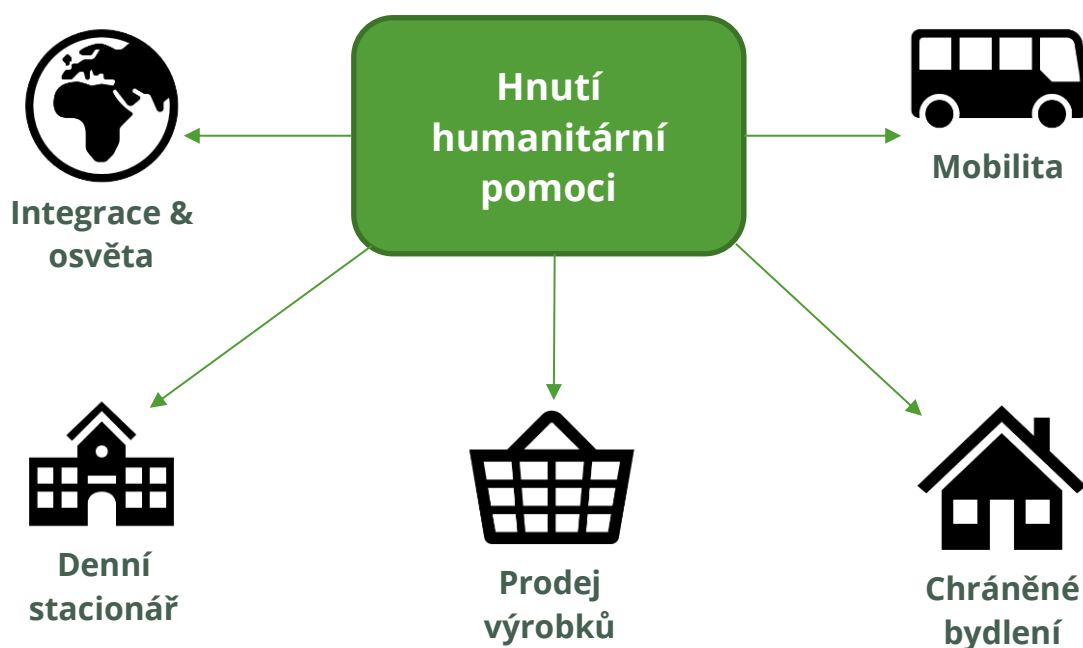 Hnutí
humanitární
pomoci
Integrace &
osvěta
Mobilita
Denní
stacionář
Prodej
výrobků
Chráněné
bydlení